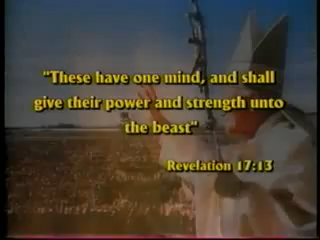 "These have one mind, and shall
give their power and strength unto
the beast"
Revelation 17:13